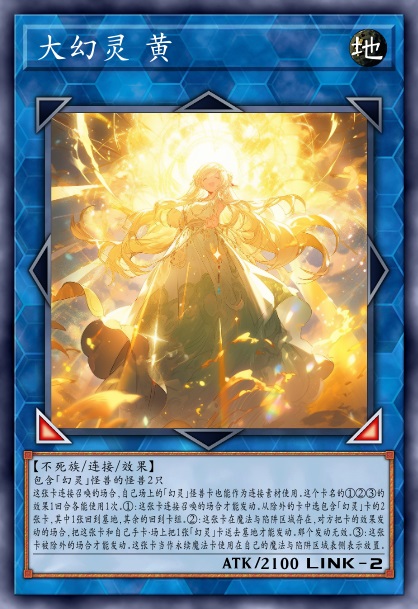 大幻灵 黄
地
【不死族/连接/效果】
包含「幻灵」怪兽的怪兽2只
这张卡连接召唤的场合,自己场上的「幻灵」怪兽卡也能作为连接素材使用。这个卡名的①②③的
效果1回合各能使用1次。①:这张卡连接召唤的场合才能发动。从除外的卡中选包含「幻灵」卡的2
张卡,其中1张回到墓地,其余的回到卡组。②:这张卡在魔法与陷阱区域存在,对方把卡的效果发
动的场合,把这张卡和自己手卡·场上把1张「幻灵」卡送去墓地才能发动。那个发动无效。③:这张
卡被除外的场合才能发动。这张卡当作永续魔法卡使用在自己的魔法与陷阱区域表侧表示放置。
ATK/2100 LINK-2